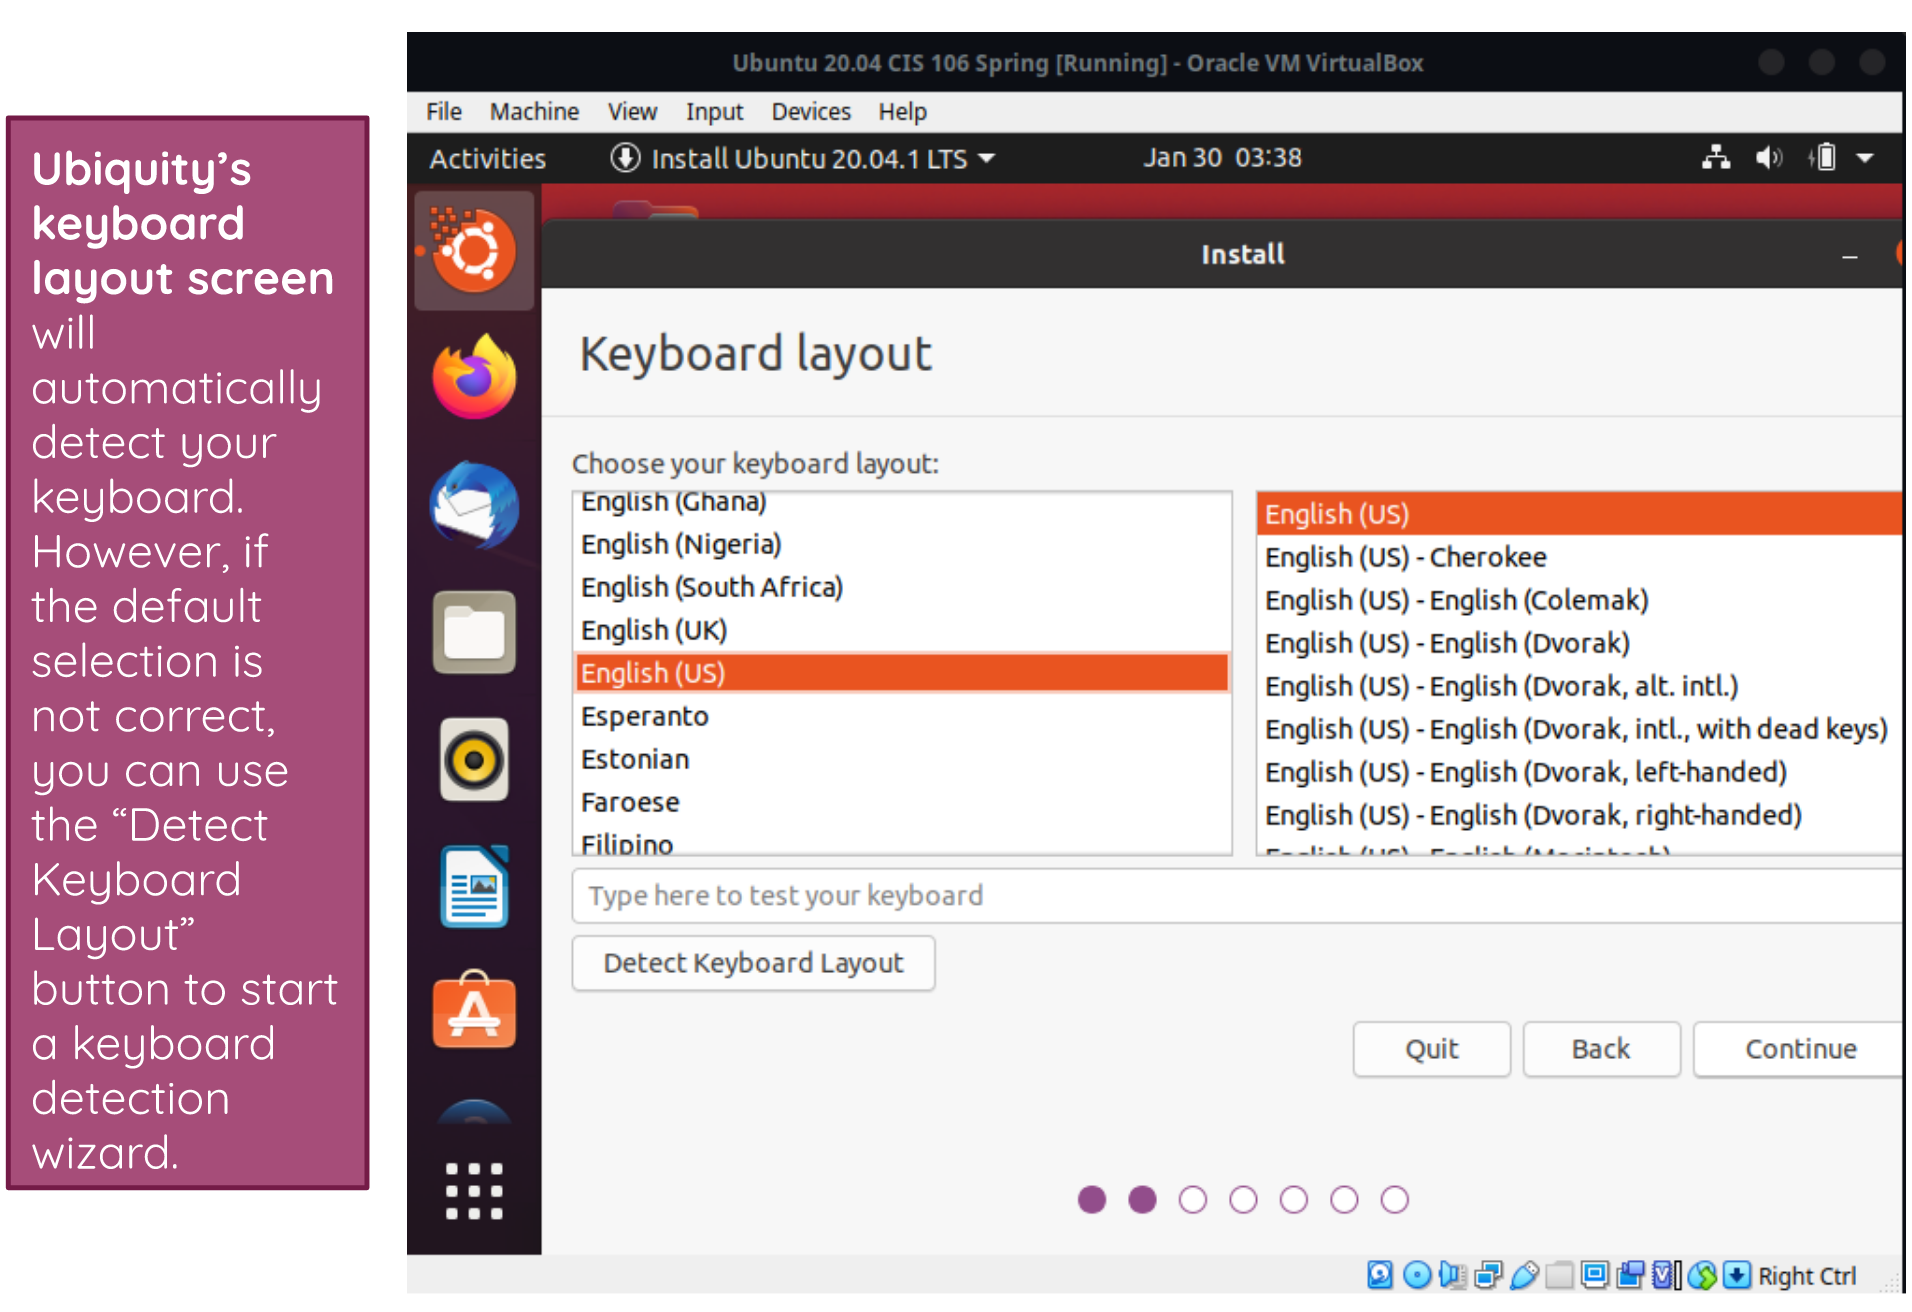 Ubuntu 20.04 CIS 106 Spring [Running] - Oracle VM VirtualBox
File Machine View Input Devices Help
Activities Install Ubuntu 20.04.1 LTS Jan 30 03:38
Ubiquity’s
keyboard
layout screen
will
automatically
detect your
keyboard.
However, if
the default
selection is
not correct,
you can use
the “Detect
Keyboard
Layout”
button to start
a keyboard
detection
wizard.
Install
Keyboard layout
Choose your keyboard layout:
English (Ghana)
English (Nigeria)
English (South Africa)
English (UK)
English (US)
Esperanto
Estonian
Faroese
Filipino
English (US)
English (US) - Cherokee
English (US) - English (Colemak)
English (US) - English (Dvorak)
English (US) - English (Dvorak, alt. intl.)
English (US) - English (Dvorak, intl., with dead keys)
English (US) - English (Dvorak, left-handed)
English (US) - English (Dvorak, right-handed)
English (US) - English (Macintosh)
Type here to test your keyboard
Detect Keyboard Layout
Quit Back Continue
Right Ctrl